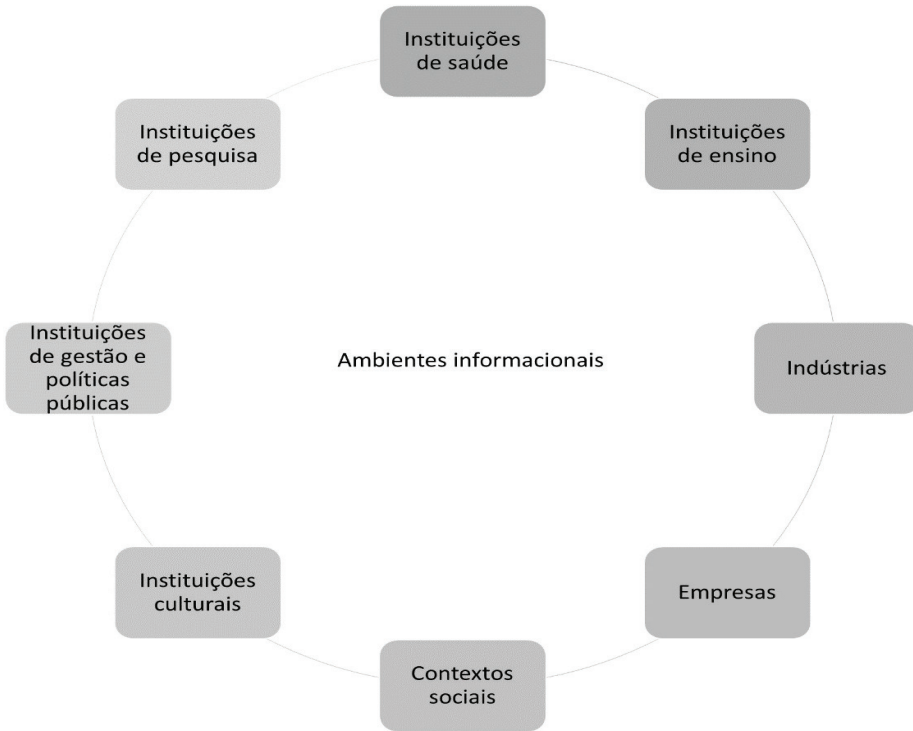 Instituições
de saúde
Instituições
de ensino
Indústrias
Empresas
Contextos
sociais
Instituições
culturais
Instituições
de gestão e
políticas
públicas
Instituições
de pesquisa
Ambientes informacionais